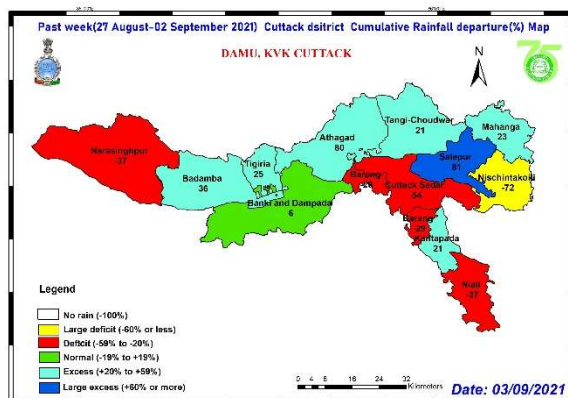 Past week(27 August-02 September 2021) Cuttack dsitrict Cumulative Rainfall departure(%) Map
DAMU, KVK CUTTACK
N
75
Tangi-Choudwar
21
Mahanga
23
Athagad
80
Narasinghpur
-37
Tigiria
25
Salepur
81
Badamba
36
Nischintakoili
-72
Barang
Cuttack Sadar
-54
Banki and Dampada
6
Barang
-29
Kantapada
21
Niali
-37
Legend
No rain (-100%)
Large deficit (-60% or less)
Deficit (-59% to -20%)
Normal (-19% to +19%)
Excess (+20% to +59%)
Large excess (+60% or more)
0 4 8 16 24 32
Kilometers
Date: 03/09/2021